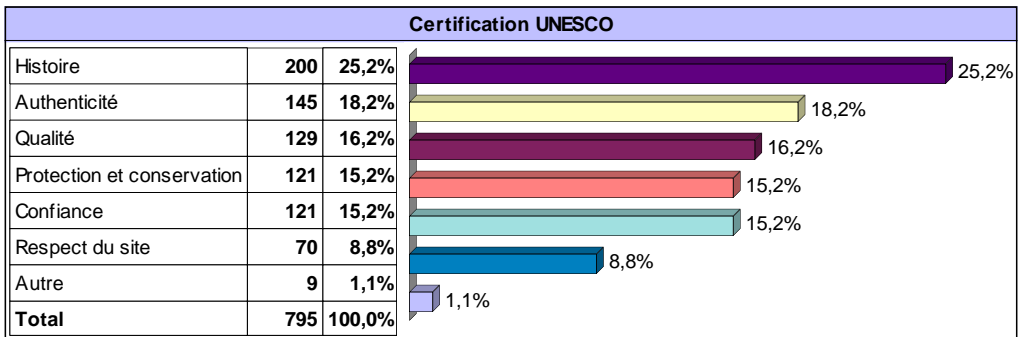 Certification UNESCO
Histoire 200 25,2% 25,2%
Authenticité 145 18,2% 18,2%
Qualité 129 16,2% 16,2%
Protection et conservation 121 15,2% 15,2%
Confiance 121 15,2% 15,2%
Respect du site 70 8,8% 8,8%
Autre 9 1,1% 1,1%
Total 795 100,0%